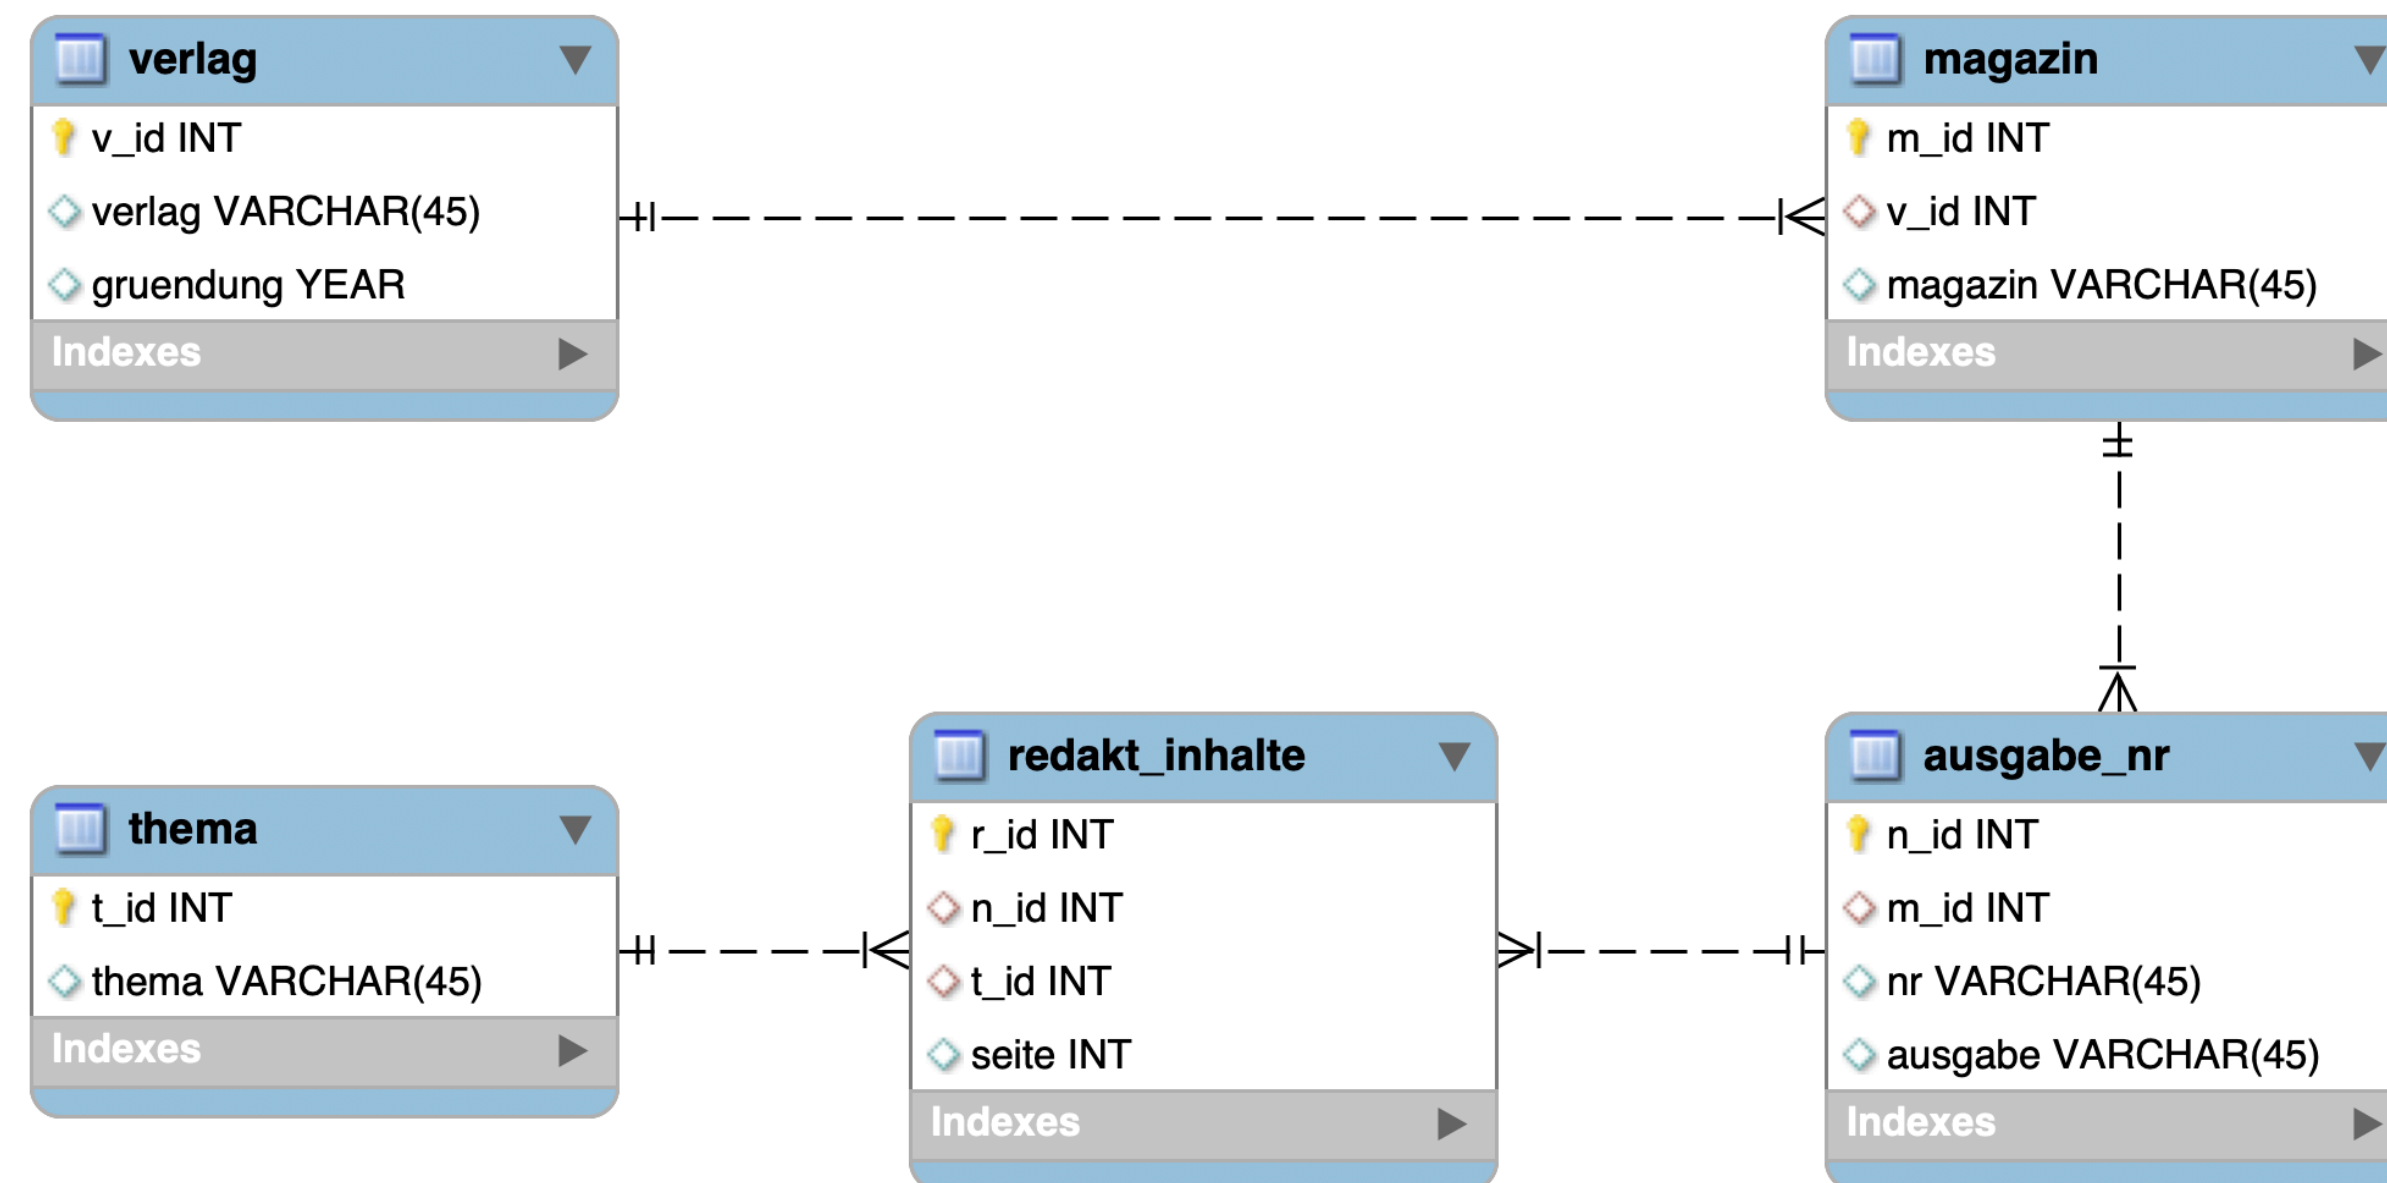 verlag
v_id INT
verlag VARCHAR(45)
gruendung YEAR
Indexes
magazin
m_id INT
v_id INT
magazin VARCHAR(45)
Indexes
thema
t_id INT
thema VARCHAR(45)
Indexes
redakt_inhalte
r_id INT
n_id INT
t_id INT
seite INT
Indexes
ausgabe_nr
n_id INT
m_id INT
nr VARCHAR(45)
ausgabe VARCHAR(45)
Indexes